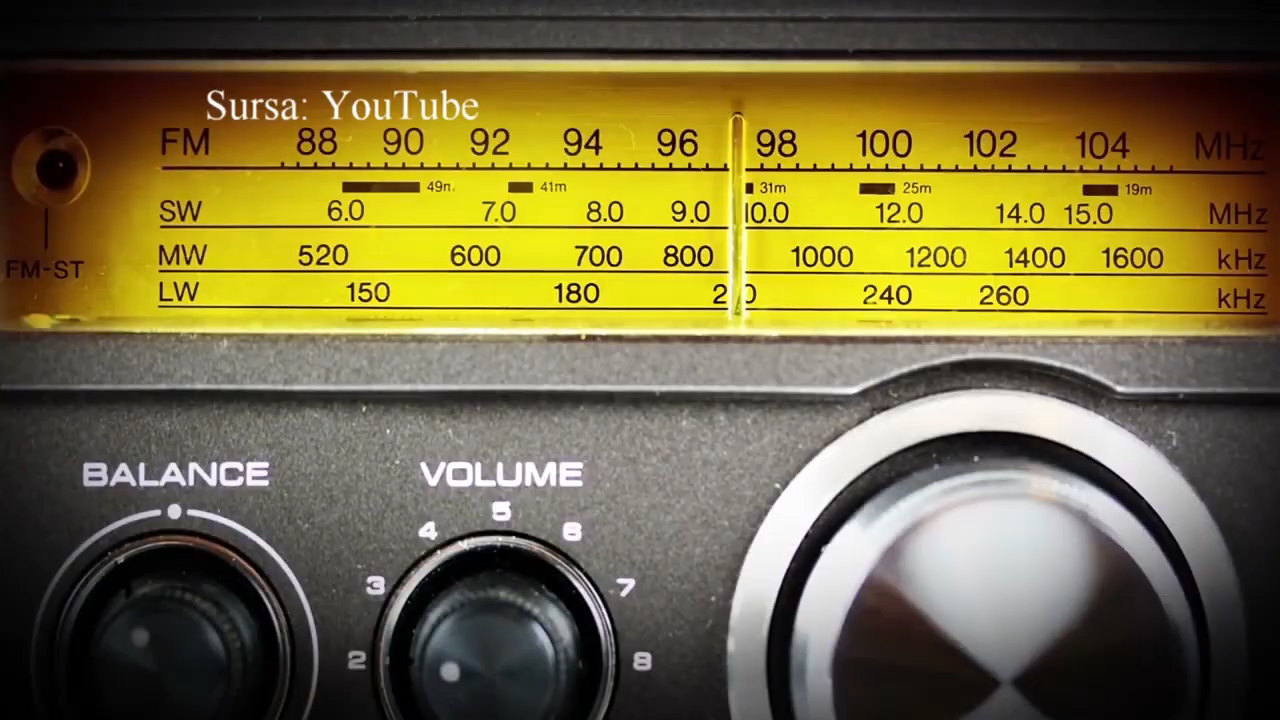 Sursa: YouTube
FM 88 90 92 94 96 98 100 102 104 MHz
49m 41m 31m 25m 19m
SW 6.0 7.0 8.0 9.0 10.0 12.0 14.0 15.0 MHz
MW 520 600 700 800 1000 1200 1400 1600 kHz
LW 150 180 240 260 kHz
FM-ST
BALANCE VOLUME
2 3 4 5 6 7 8